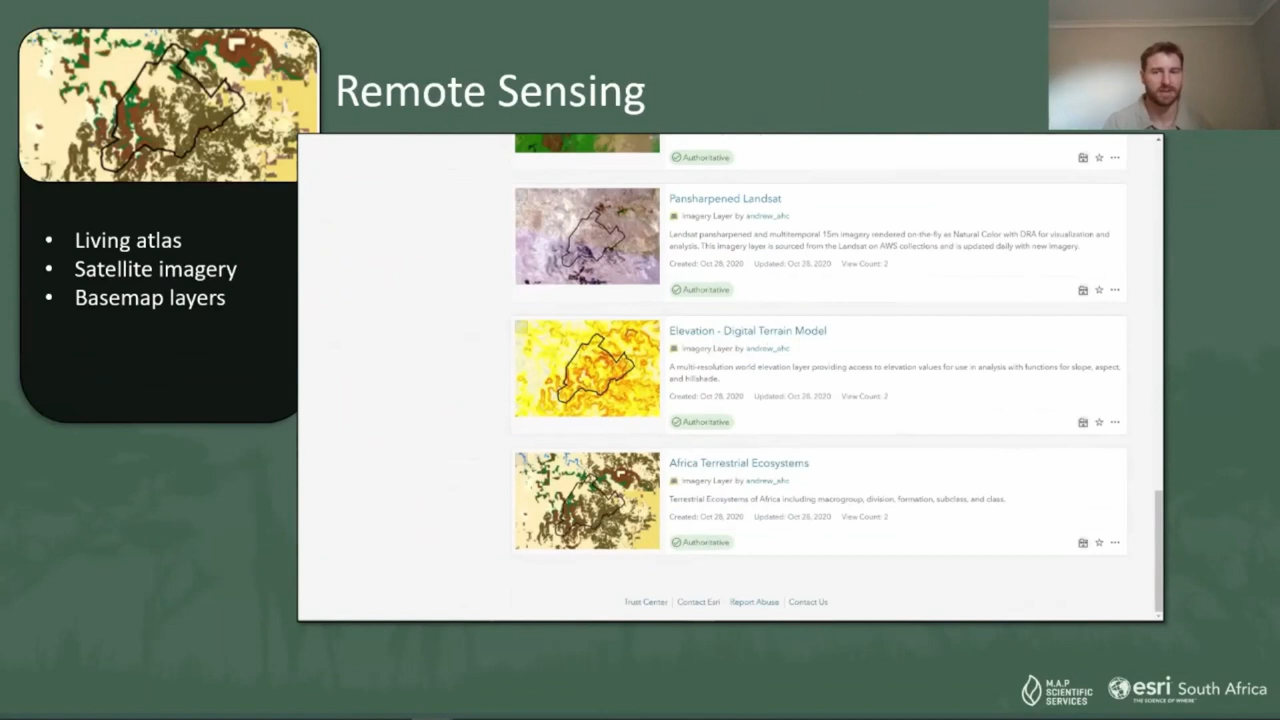 Remote Sensing
• Living atlas
• Satellite imagery
• Basemap layers
Authoritative
Pansharpened Landsat
Imagery Layer by andrew_ahc
Landsat pansharpened and multitemporal 15m imagery rendered on-the-fly as Natural Color with DRA for visualization and
analysis. This imagery layer is sourced from the Landsat on AWS collections and is updated daily with new imagery.
Created: Oct 28, 2020 Updated: Oct 28, 2020 View Count: 2
Authoritative
Elevation - Digital Terrain Model
Imagery Layer by andrew_ahc
A multi-resolution world elevation layer providing access to elevation values for use in analysis with functions for slope, aspect,
and hillshade.
Created: Oct 28, 2020 Updated: Oct 28, 2020 View Count: 2
Authoritative
Africa Terrestrial Ecosystems
Imagery Layer by andrew_ahc
Terrestrial Ecosystems of Africa including macrogroup, division, formation, subclass, and class.
Created: Oct 28, 2020 Updated: Oct 28, 2020 View Count: 2
Authoritative
Trust Center | Contact Esri | Report Abuse | Contact Us
M.A.P
SCIENTIFIC
SERVICES
esri South Africa
THE SCIENCE OF WHERE